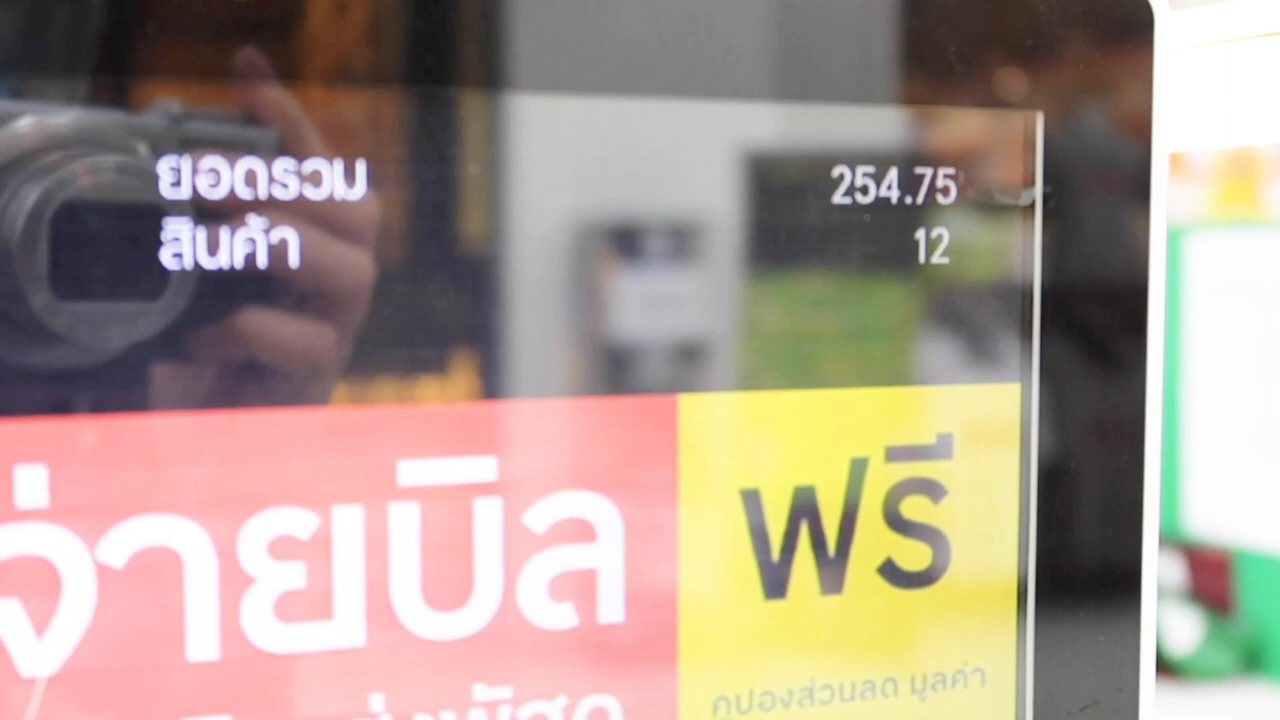 ยอดรวม 254.75
สินค้า 12
จ่ายบิล
ฟรี
คูปองส่วนลด มูลค่า